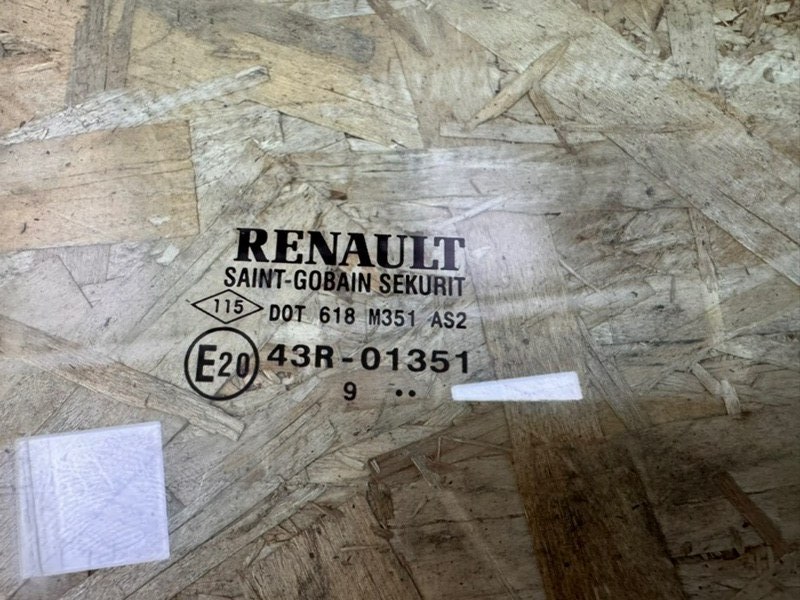 RENAULT
SAINT-GOBAIN SEKURIT
115 DOT 618 M351 AS2
E20 43R-01351
9 ••